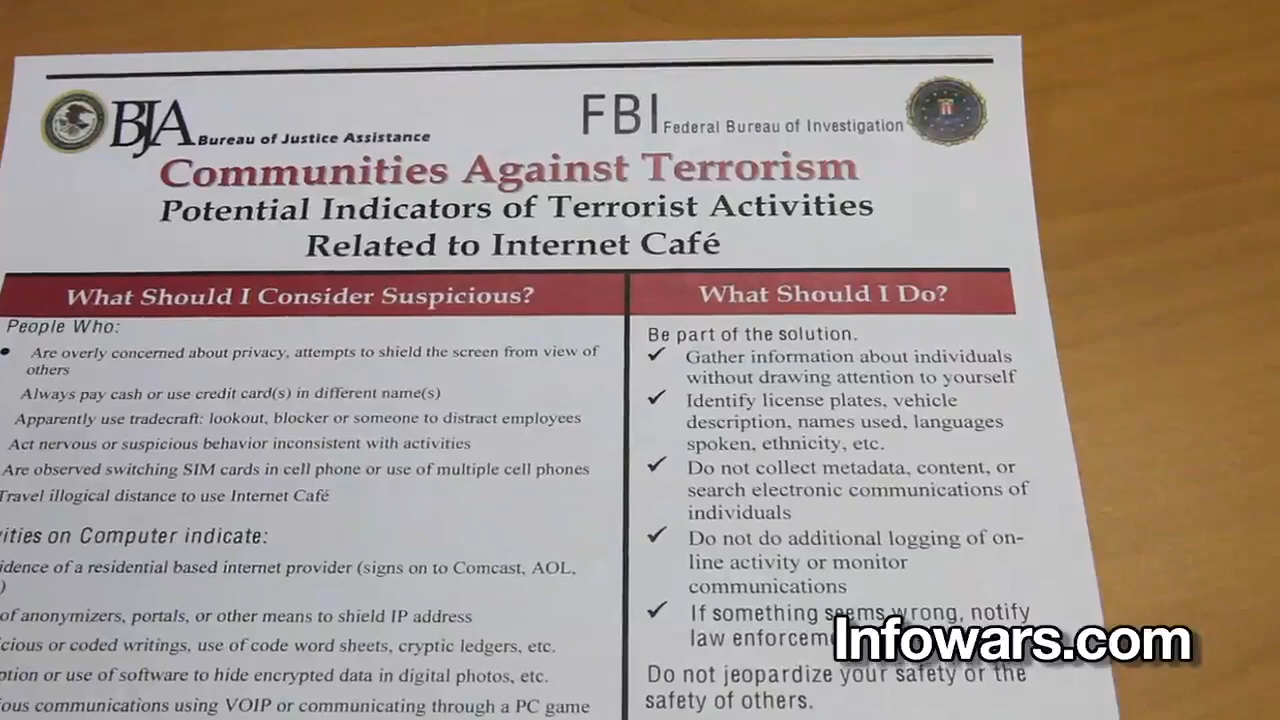 BJA Bureau of Justice Assistance
FBI Federal Bureau of Investigation
Communities Against Terrorism
Potential Indicators of Terrorist Activities
Related to Internet Café
What Should I Consider Suspicious?
People Who:
Are overly concerned about privacy, attempts to shield the screen from view of
others
Always pay cash or use credit card(s) in different name(s)
Apparently use tradecraft: lookout, blocker or someone to distract employees
Act nervous or suspicious behavior inconsistent with activities
Are observed switching SIM cards in cell phone or use of multiple cell phones
Travel illogical distance to use Internet Café
on Computer indicate:
of a residential based internet provider (signs on to Comcast, AOL,
of anonymizers, portals, or other means to shield IP address
or coded writings, use of code word sheets, cryptic ledgers, etc.
or use of software to hide encrypted data in digital photos, etc.
communications using VOIP or communicating through a PC game
What Should I Do?
Be part of the solution.
✓ Gather information about individuals
without drawing attention to yourself
✓ Identify license plates, vehicle
description, names used, languages
spoken, ethnicity, etc.
✓ Do not collect metadata, content, or
search electronic communications of
individuals
✓ Do not do additional logging of on-
line activity or monitor
communications
✓ If something seems wrong, notify
law
Do not jeopardize your safety or the
safety of others.
Infowars.com